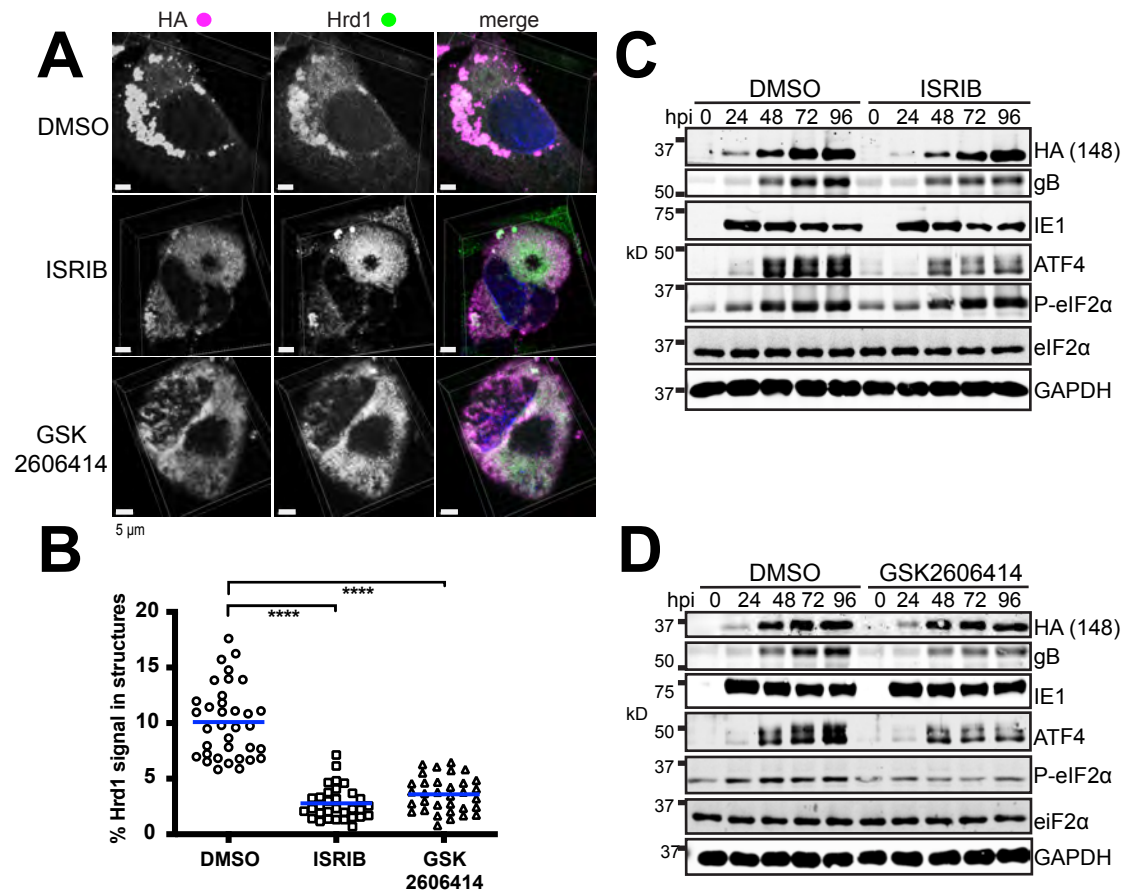 A
HA
Hrd1
merge
DMSO
ISRIB
GSK
2606414
5 µm
B
****
****
% Hrd1 signal in structures
20
15
10
5
0
DMSO
ISRIB
GSK
2606414
C
DMSO
ISRIB
hpi 0 24 48 72 96 0 24 48 72 96
37
HA (148)
gB
50
75
IE1
kD 50
ATF4
37
P-eIF2α
37
eIF2α
37
GAPDH
D
DMSO
GSK2606414
hpi 0 24 48 72 96 0 24 48 72 96
37
HA (148)
gB
50
75
IE1
kD
50
ATF4
37
P-eIF2α
37
eiF2α
37
GAPDH